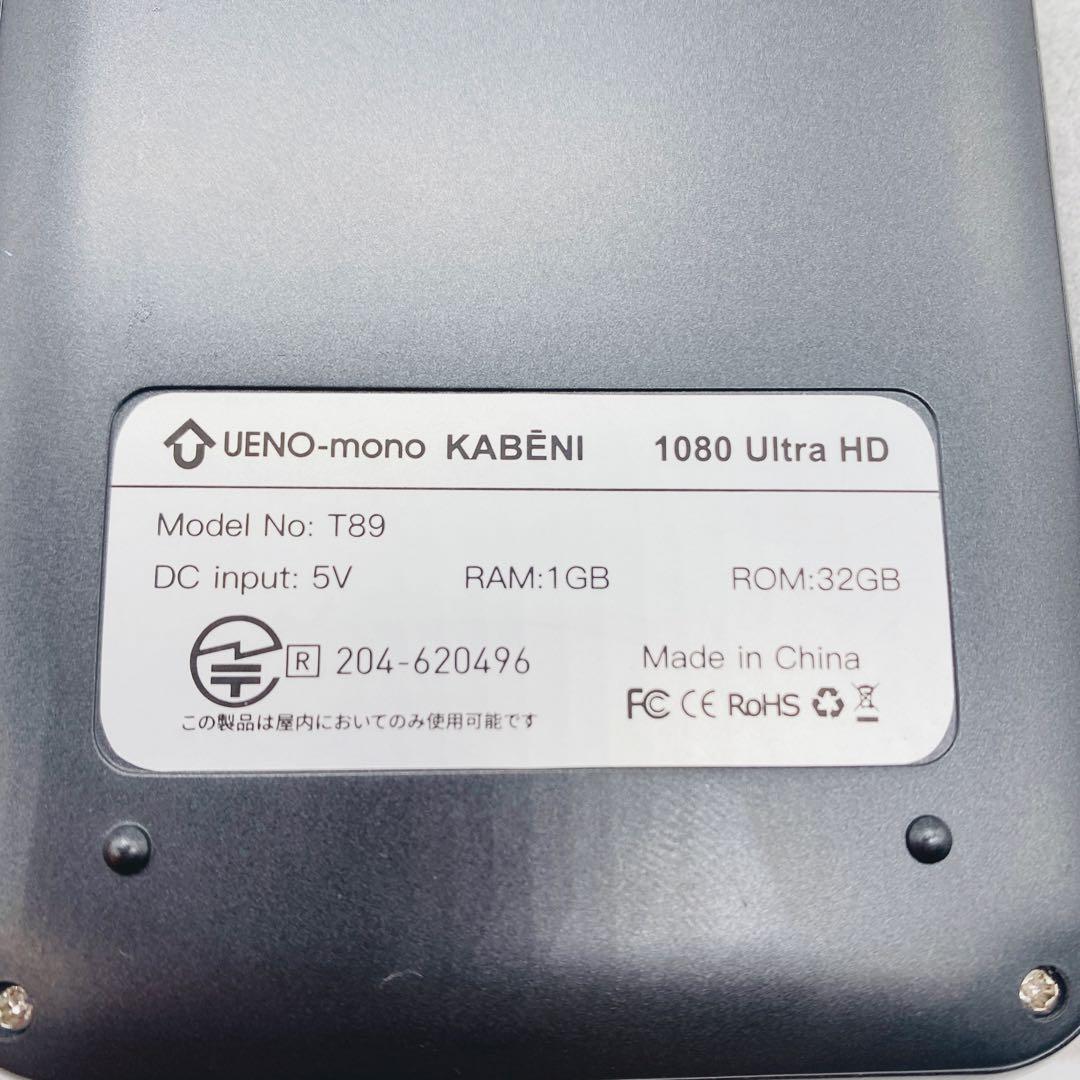 UENO-mono KABĒNI 1080 Ultra HD
Model No: T89
DC input: 5V RAM:1GB ROM:32GB
R 204-620496
Made in China
この製品は屋内においてのみ使用可能です
FC CE RoHS